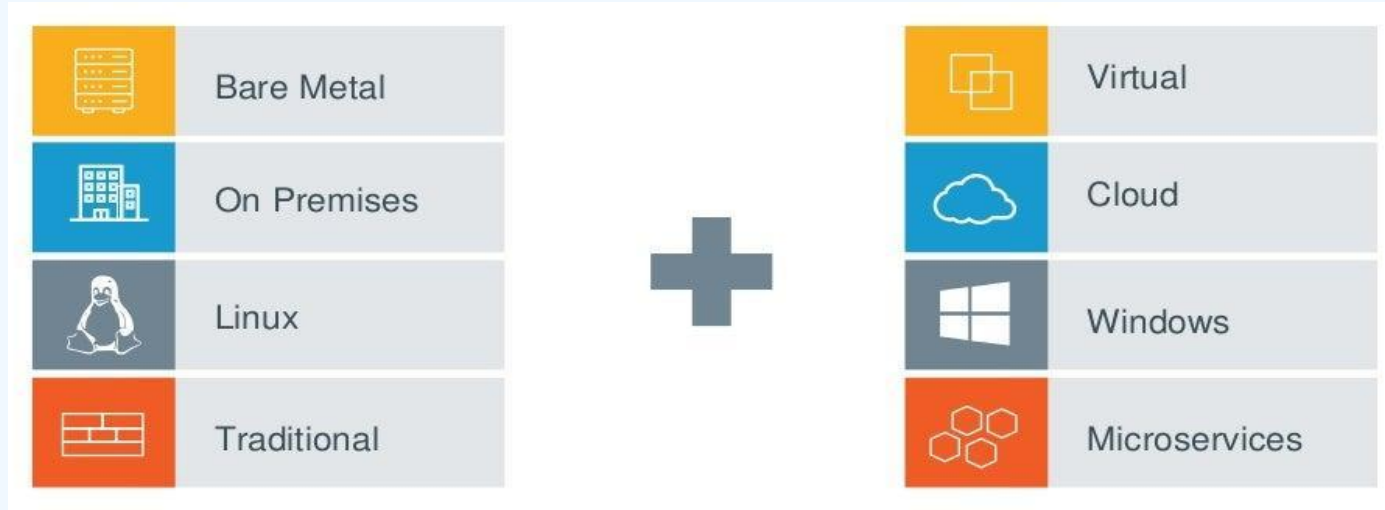 Bare Metal
On Premises
Linux
Traditional
Virtual
Cloud
Windows
Microservices